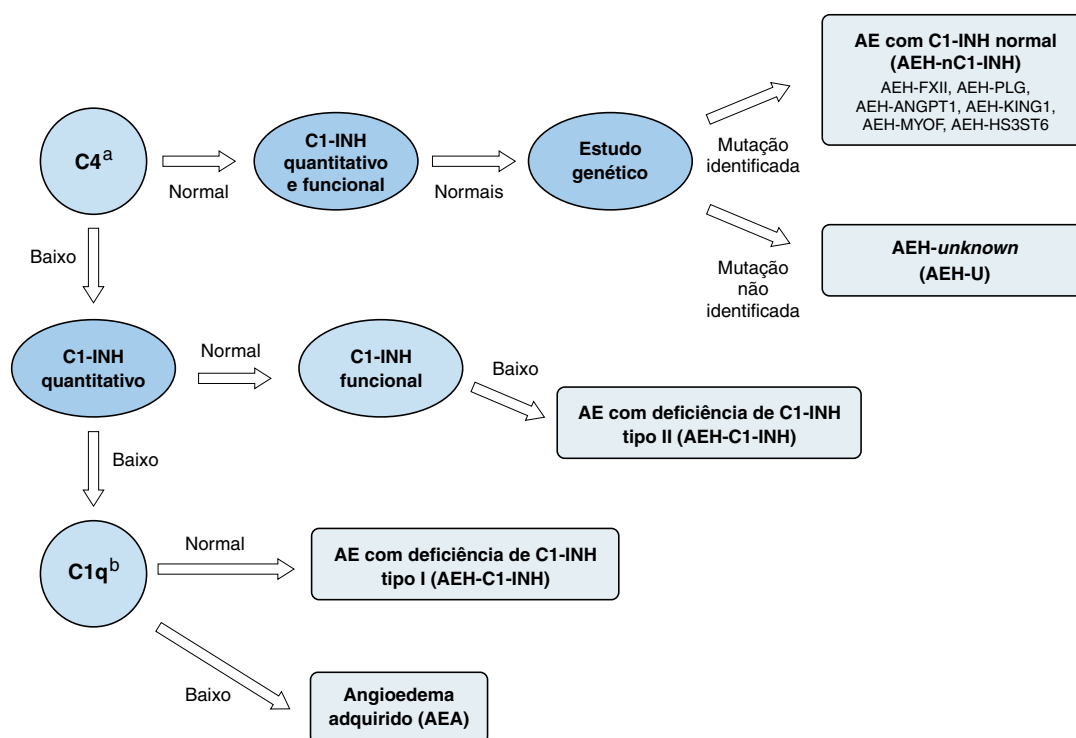 AE com C1-INH normal
(AEH-nC1-INH)
AEH-FXII, AEH-PLG,
AEH-ANGPT1, AEH-KING1,
AEH-MYOF, AEH-HS3ST6
C4a
Normal
C1-INH
quantitativo
e funcional
Normais
Estudo
genético
Mutação
identificada
Mutação
não
identificada
AEH-unknown
(AEH-U)
Baixo
C1-INH
quantitativo
Normal
C1-INH
funcional
Baixo
AE com deficiência de C1-INH
tipo II (AEH-C1-INH)
Baixo
C1qb
Normal
AE com deficiência de C1-INH
tipo I (AEH-C1-INH)
Baixo
Angioedema
adquirido (AEA)